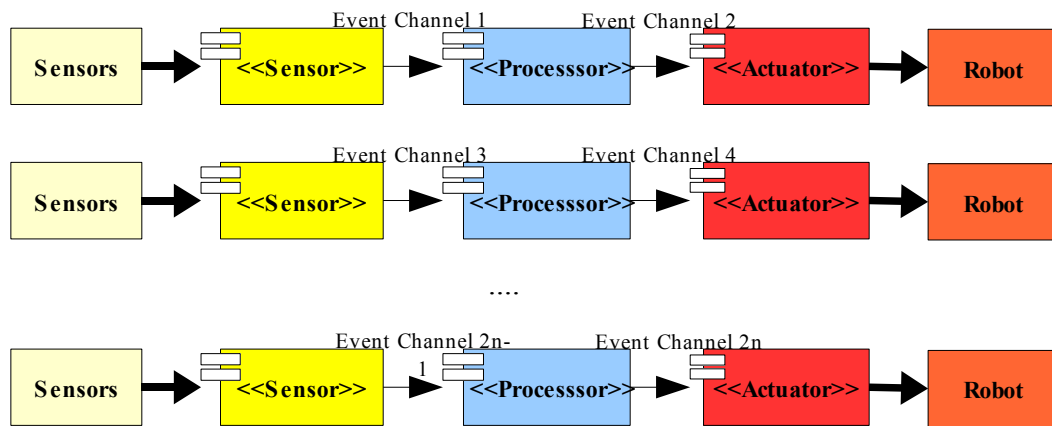 Event Channel 1
Event Channel 2
Sensors
<<Sensor>>
<<Processsor>>
<<Actuator>>
Robot
Event Channel 3
Event Channel 4
Sensors
<<Sensor>>
<<Processsor>>
<<Actuator>>
Robot
....
Event Channel 2n-
1
Event Channel 2n
Sensors
<<Sensor>>
<<Processsor>>
<<Actuator>>
Robot